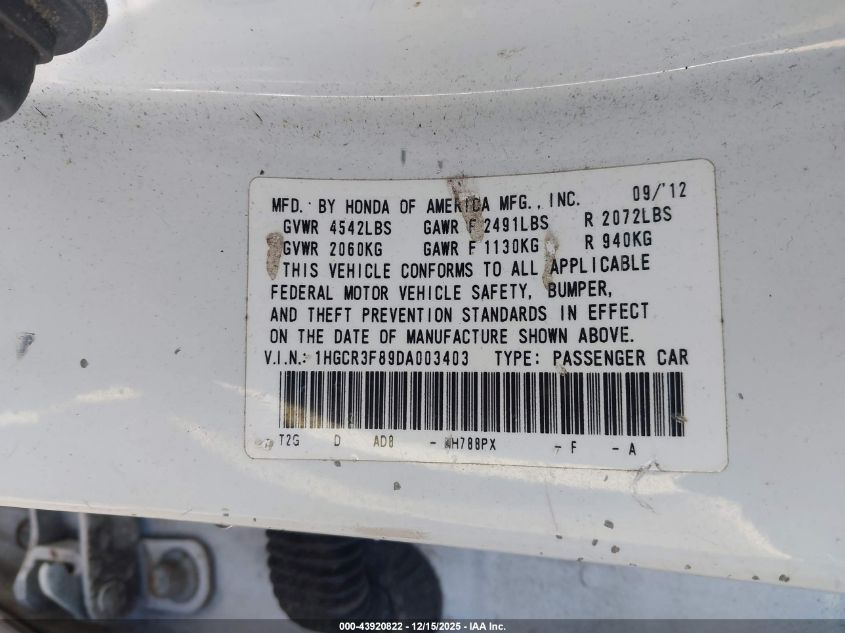 MFD. BY HONDA OF AMERICA MFG., INC. 09/'12
GVWR 4542LBS GAWR F 2491LBS R 2072LBS
GVWR 2060KG GAWR F 1130KG R 940KG
THIS VEHICLE CONFORMS TO ALL APPLICABLE
FEDERAL MOTOR VEHICLE SAFETY, BUMPER,
AND THEFT PREVENTION STANDARDS IN EFFECT
ON THE DATE OF MANUFACTURE SHOWN ABOVE.
V.I.N.: 1HGCR3F89DA003403 TYPE: PASSENGER CAR
T2G D AD8 - NH788PX - F - A
000-43920822 - 12/15/2025 - IAA Inc.